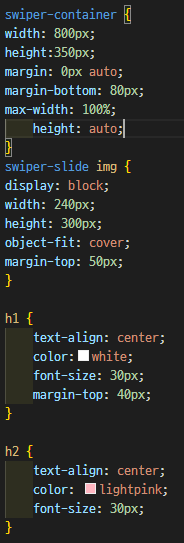 swiper-container {
width: 800px;
height:350px;
margin: 0px auto;
margin-bottom: 80px;
max-width: 100%;
    height: auto;
}
swiper-slide img {
display: block;
width: 240px;
height: 300px;
object-fit: cover;
margin-top: 50px;
}

h1 {
    text-align: center;
    color: white;
    font-size: 30px;
    margin-top: 40px;
}

h2 {
    text-align: center;
    color: lightpink;
    font-size: 30px;
}